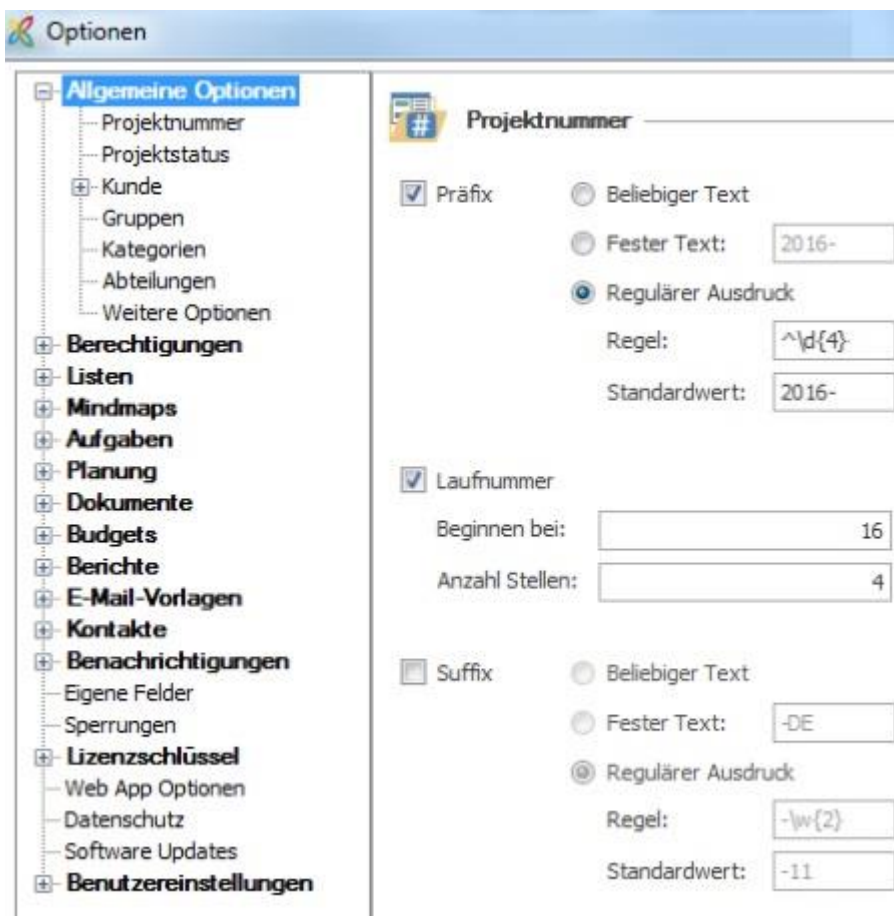 Optionen
Allgemeine Optionen
Projektnummer
Projektstatus
Kunde
Gruppen
Kategorien
Abteilungen
Weitere Optionen
Berechtigungen
Listen
Mindmaps
Aufgaben
Planung
Dokumente
Budgets
Berichte
E-Mail-Vorlagen
Kontakte
Benachrichtigungen
Eigene Felder
Sperrungen
Lizenzschlüssel
Web App Optionen
Datenschutz
Software Updates
Benutzereinstellungen
# Projektnummer
Präfix Beliebiger Text
Fester Text: 2016-
Regulärer Ausdruck
Regel: ^\d{4}-
Standardwert: 2016-
Laufnummer
Beginnen bei: 16
Anzahl Stellen: 4
Suffix Beliebiger Text
Fester Text: -DE
Regulärer Ausdruck
Regel: -\w{2}
Standardwert: -11